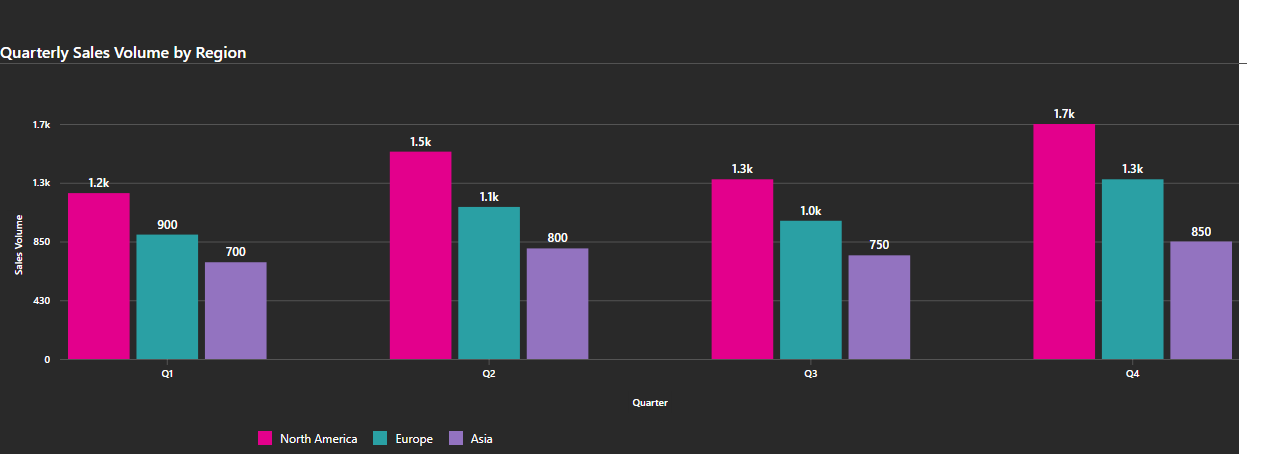 Quarterly Sales Volume by Region
1.7k
1.3k
850
430
0
Sales Volume
1.2k
900
700
1.5k
1.1k
800
1.3k
1.0k
750
1.7k
1.3k
850
Q1 Q2 Q3 Q4
Quarter
North America Europe Asia